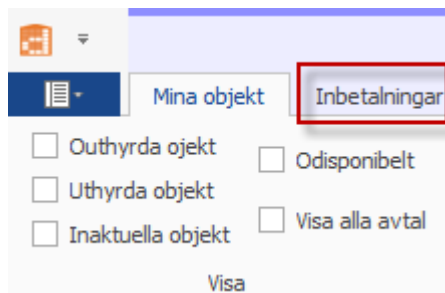 Mina objekt
Inbetalningar
Outhyrda ojekt
Uthyrda objekt
Inaktuella objekt
Odisponibelt
Visa alla avtal
Visa